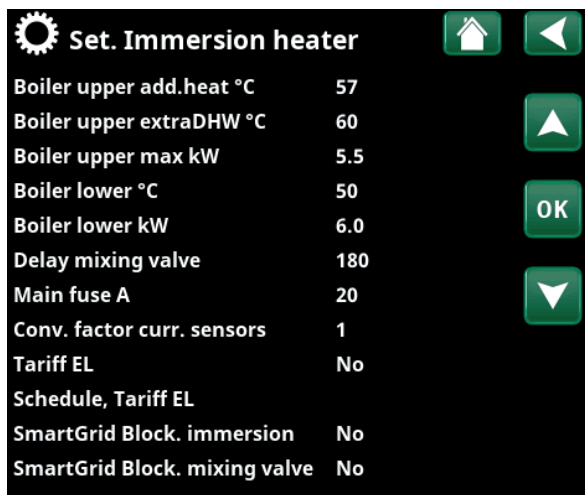 Set. Immersion heater
Boiler upper add.heat °C 57
Boiler upper extraDHW °C 60
Boiler upper max kW 5.5
Boiler lower °C 50
Boiler lower kW 6.0
Delay mixing valve 180
Main fuse A 20
Conv. factor curr. sensors 1
Tariff EL No
Schedule, Tariff EL
SmartGrid Block. immersion No
SmartGrid Block. mixing valve No
OK